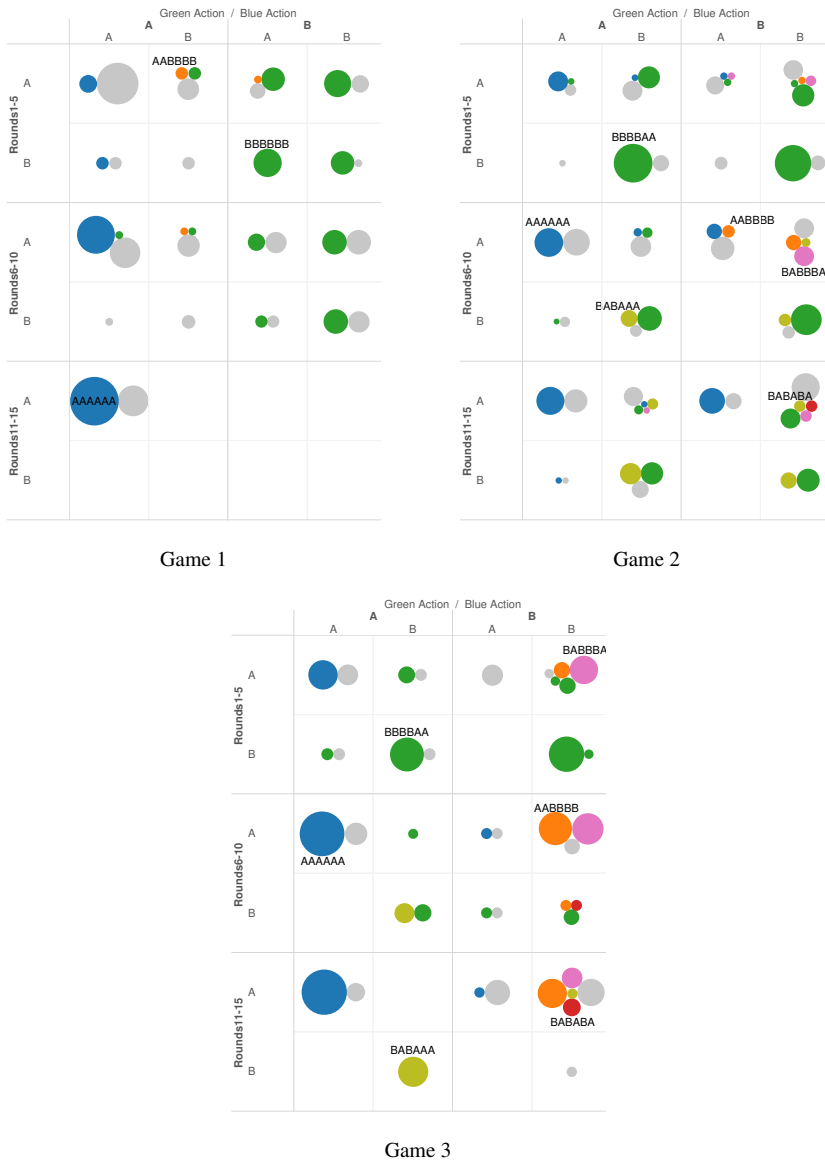 Green Action / Blue Action
A B
A B A B
Rounds1-5
A
AABBBB
B
BBBBBB
Rounds6-10
A
B
Rounds11-15
A
AAAAAA
B
Game 1
Green Action / Blue Action
A B
A B A B
Rounds1-5
A
B
BBBBAA
Rounds6-10
A
AAAAAA
AABBBB
BABBBA
B
BABAAA
Rounds11-15
A
BABABA
B
Game 2
Green Action / Blue Action
A B
A B A B
Rounds1-5
A
BABBBA
B
BBBBAA
Rounds6-10
A
AABBBB
AAAAAA
B
Rounds11-15
A
BABABA
B
BABAAA
Game 3